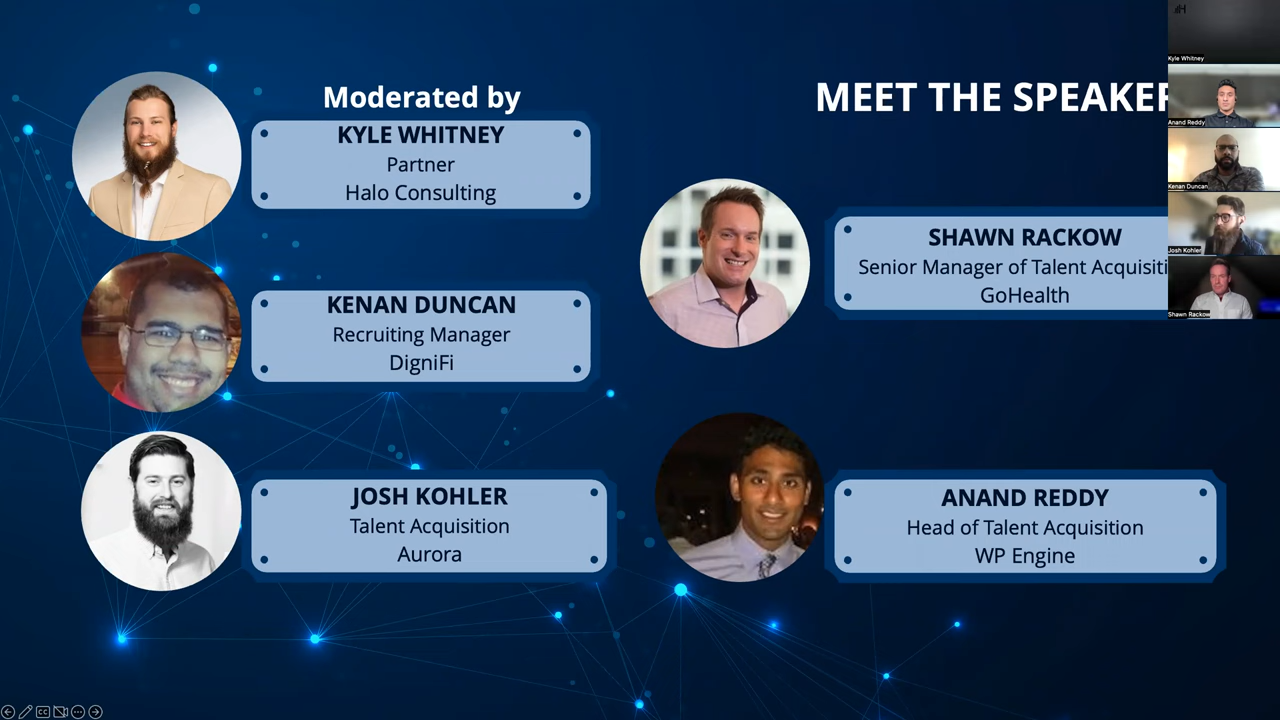 Moderated by
KYLE WHITNEY
Partner
Halo Consulting
KENAN DUNCAN
Recruiting Manager
DigniFi
JOSH KOHLER
Talent Acquisition
Aurora
MEET THE SPEAKER
SHAWN RACKOW
Senior Manager of Talent Acquisiti
GoHealth
ANAND REDDY
Head of Talent Acquisition
WP Engine
Kyle Whitney
Anand Reddy
Kenan Duncan
Josh Kohler
Shawn Rackow
CC